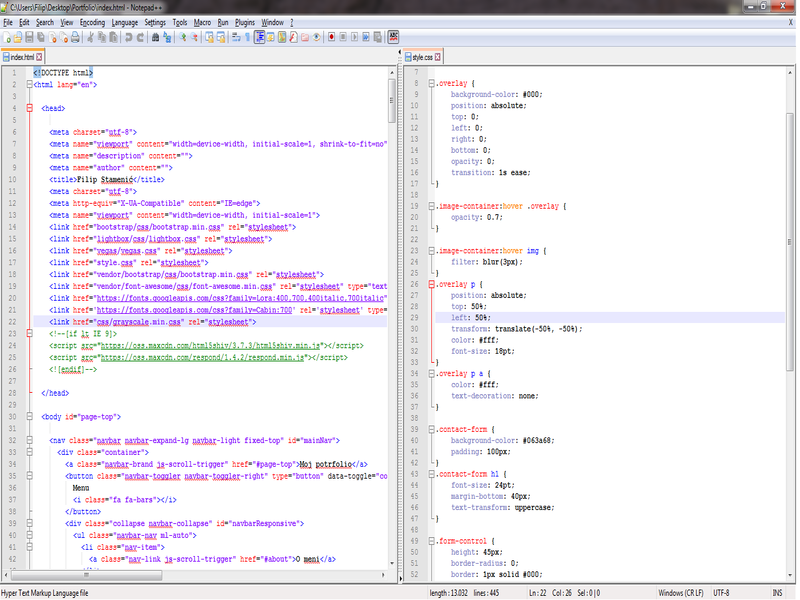 C:\Users\Filip\Desktop\Portfolio\index.html - Notepad++
File Edit Search View Encoding Language Settings Tools Macro Run Plugins Window ?
index.html
1 <!DOCTYPE html>
2 <html lang="en">
3
4 <head>
5
6 <meta charset="utf-8">
7 <meta name="viewport" content="width=device-width, initial-scale=1, shrink-to-fit=no"
8 <meta name="description" content="">
9 <meta name="author" content="">
10 <title>Filip Stamenić</title>
11 <meta charset="utf-8">
12 <meta http-equiv="X-UA-Compatible" content="IE=edge">
13 <meta name="viewport" content="width=device-width, initial-scale=1">
14 <link href="bootstrap/css/bootstrap.min.css" rel="stylesheet">
15 <link href="lightbox/css/lightbox.css" rel="stylesheet">
16 <link href="vegas/vegas.css" rel="stylesheet">
17 <link href="style.css" rel="stylesheet">
18 <link href="vendor/bootstrap/css/bootstrap.min.css" rel="stylesheet">
19 <link href="vendor/font-awesome/css/font-awesome.min.css" rel="stylesheet" type="text
20 <link href="https://fonts.googleapis.com/css?family=Lora:400,700,400italic,700italic"
21 <link href='https://fonts.googleapis.com/css?family=Cabin:700' rel='stylesheet' type=
22 <link href="css/grayscale.min.css" rel="stylesheet">
23 <!--[if lt IE 9]>
24 <script src="https://oss.maxcdn.com/html5shiv/3.7.3/html5shiv.min.js"></script>
25 <script src="https://oss.maxcdn.com/respond/1.4.2/respond.min.js"></script>
26 <![endif]-->
27
28 </head>
29
30 <body id="page-top">
31
32 <nav class="navbar navbar-expand-lg navbar-light fixed-top" id="mainNav">
33 <div class="container">
34 <a class="navbar-brand js-scroll-trigger" href="#page-top">Moj potrfolio</a>
35 <button class="navbar-toggler navbar-toggler-right" type="button" data-toggle="co
36 Menu
37 <i class="fa fa-bars"></i>
38 </button>
39 <div class="collapse navbar-collapse" id="navbarResponsive">
40 <ul class="navbar-nav ml-auto">
41 <li class="nav-item">
42 <a class="nav-link js-scroll-trigger" href="#about">O meni</a>
style.css
7
8 .overlay {
9 background-color: #000;
10 position: absolute;
11 top: 0;
12 left: 0;
13 right: 0;
14 bottom: 0;
15 opacity: 0;
16 transition: 1s ease;
17 }
18
19 .image-container:hover .overlay {
20 opacity: 0.7;
21 }
22
23 .image-container:hover img {
24 filter: blur(3px);
25 }
26 .overlay p {
27 position: absolute;
28 top: 50%;
29 left: 50%;
30 transform: translate(-50%, -50%);
31 color: #fff;
32 font-size: 18pt;
33 }
34 .overlay p a {
35 color: #fff;
36 text-decoration: none;
37 }
38
39 .contact-form {
40 background-color: #063a68;
41 padding: 100px;
42 }
43 .contact-form h1 {
44 font-size: 24pt;
45 margin-bottom: 40px;
46 text-transform: uppercase;
47 }
48
49 .form-control {
50 height: 45px;
51 border-radius: 0;
52 border: 1px solid #000;
Hyper Text Markup Language file length : 13.032 lines : 445 Ln : 22 Col : 26 Sel : 0 | 0 Windows (CR LF) UTF-8 INS